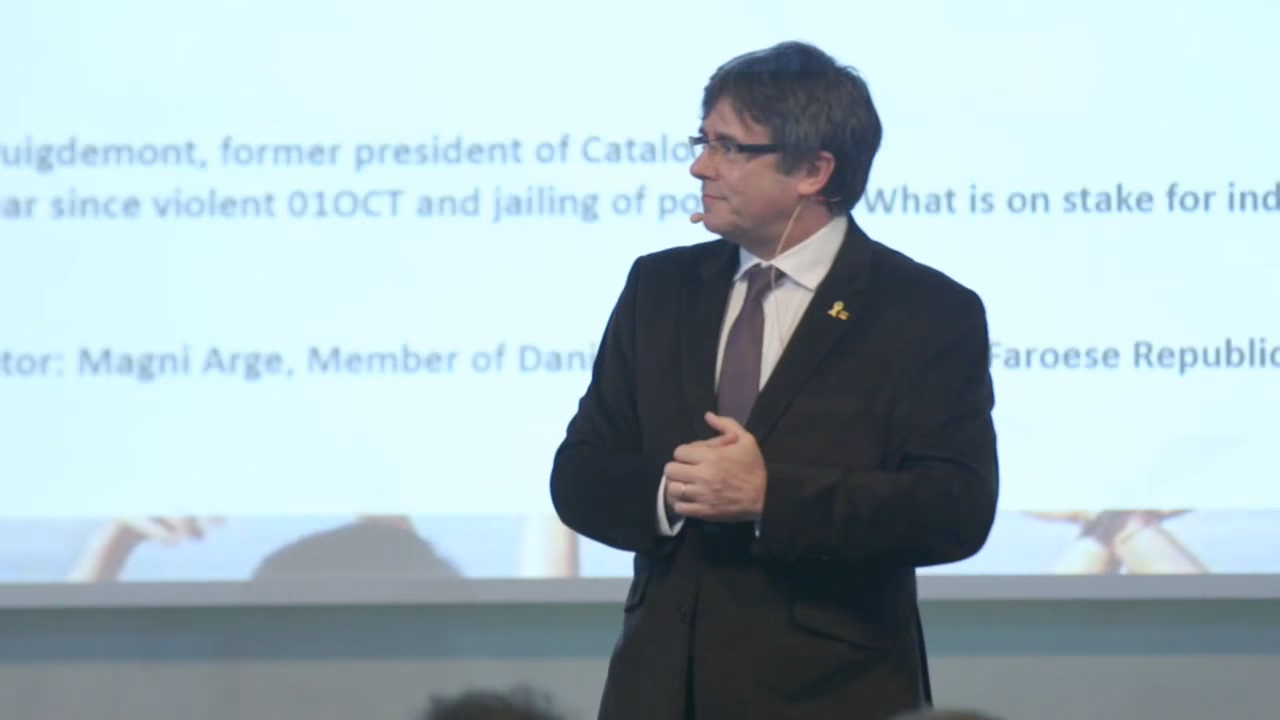 uigdemont, former president of Catalo
ar since violent 01OCT and jailing of po What is on stake for ind
tor: Magni Arge, Member of Dani Faroese Republic